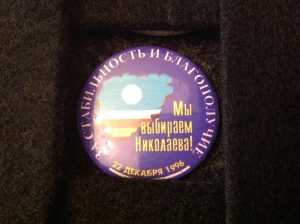 ЗА СТАБИЛЬНОСТЬ И БЛАГОПОЛУЧИЕ
Мы
выбираем
Николаева!
22 ДЕКАБРЯ 1996